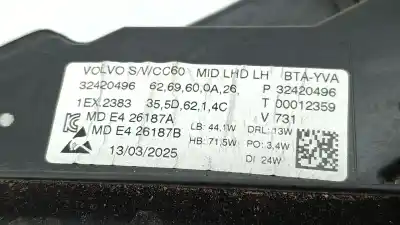 VOLVO S/V/CC60 MID LHD LH BTA-YVA
32420496 62,69,60,0A,26, P 32420496
1EX.2383 35,5D,62,1,4C T 00012359
MD E4 26187A LB: 44,1W DRL: 13W V 731
MD E4 26187B HB: 71,5W PO: 3,4W
13/03/2025 DI: 24W